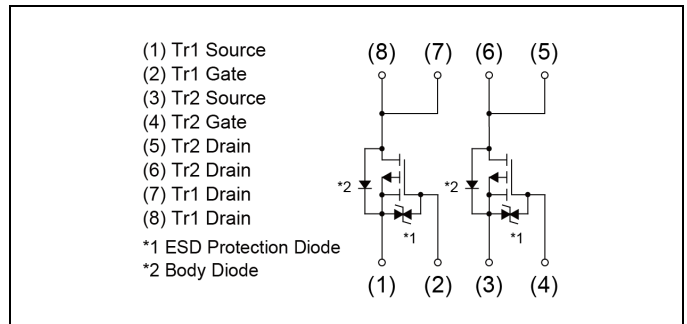 (1) Tr1 Source
(2) Tr1 Gate
(3) Tr2 Source
(4) Tr2 Gate
(5) Tr2 Drain
(6) Tr2 Drain
(7) Tr1 Drain
(8) Tr1 Drain
*1 ESD Protection Diode
*2 Body Diode
(8) (7) (6) (5)
*2 *2
*1 *1
(1) (2) (3) (4)